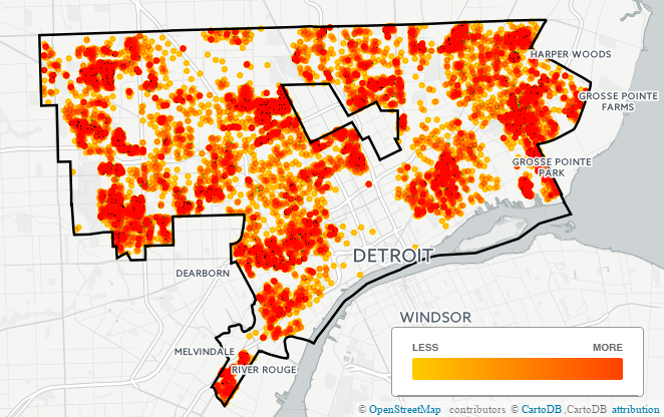 HARPER WOODS
GROSSE POINTE
FARMS
GROSSE POINTE
PARK
DETROIT
DEARBORN
WINDSOR
LESS MORE
MELVINDALE
RIVER ROUGE
© OpenStreetMap contributors © CartoDB ,CartoDB attribution